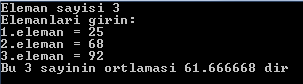 Eleman sayisi 3
Elemanlari girin:
1.eleman = 25
2.eleman = 68
3.eleman = 92
Bu 3 sayinin ortlamasi 61.666668 dir